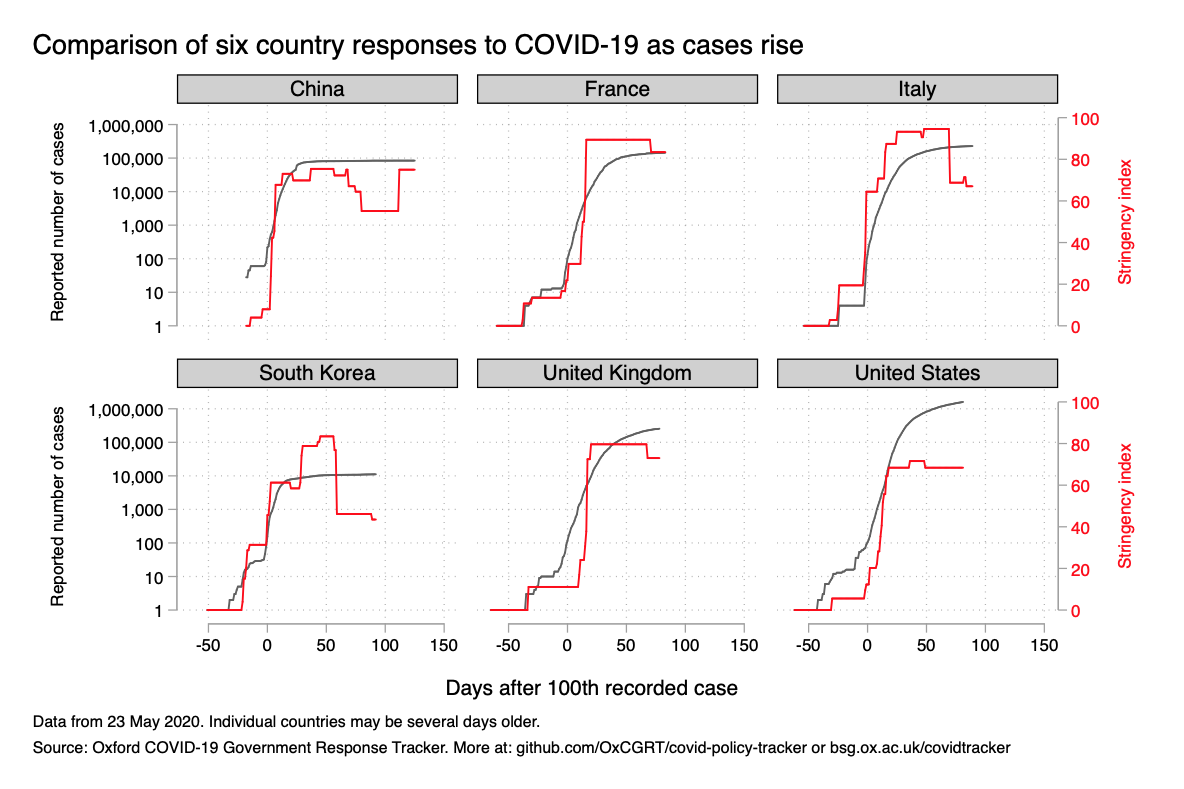 Comparison of six country responses to COVID-19 as cases rise
China France Italy
Reported number of cases
1,000,000
100,000
10,000
1,000
100
10
1
100
80
60
40
20
0
Stringency index
South Korea United Kingdom United States
Reported number of cases
1,000,000
100,000
10,000
1,000
100
10
1
100
80
60
40
20
0
Stringency index
-50 0 50 100 150 -50 0 50 100 150 -50 0 50 100 150
Days after 100th recorded case
Data from 23 May 2020. Individual countries may be several days older.
Source: Oxford COVID-19 Government Response Tracker. More at: github.com/OxCGRT/covid-policy-tracker or bsg.ox.ac.uk/covidtracker